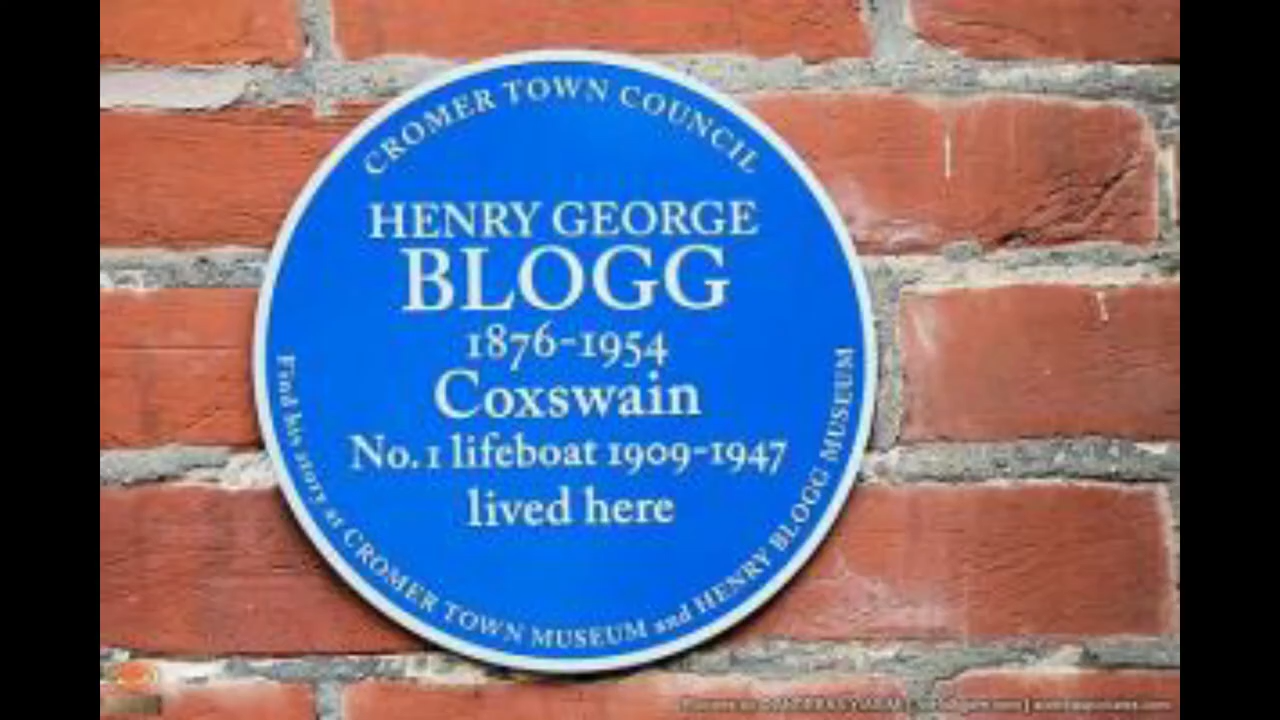 CROMER TOWN COUNCIL
HENRY GEORGE
BLOGG
1876-1954
Coxswain
No. 1 lifeboat 1909-1947
lived here
Find his story at CROMER TOWN MUSEUM and HENRY BLOGG MUSEUM